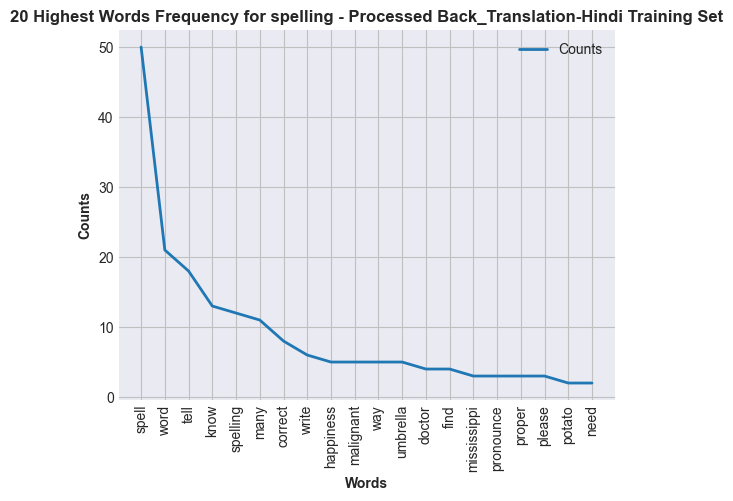 20 Highest Words Frequency for spelling - Processed Back_Translation-Hindi Training Set
Counts
50
40
30
20
10
0
Counts
spell
word
tell
know
spelling
many
correct
write
happiness
malignant
way
umbrella
doctor
find
mississippi
pronounce
proper
please
potato
need
Words